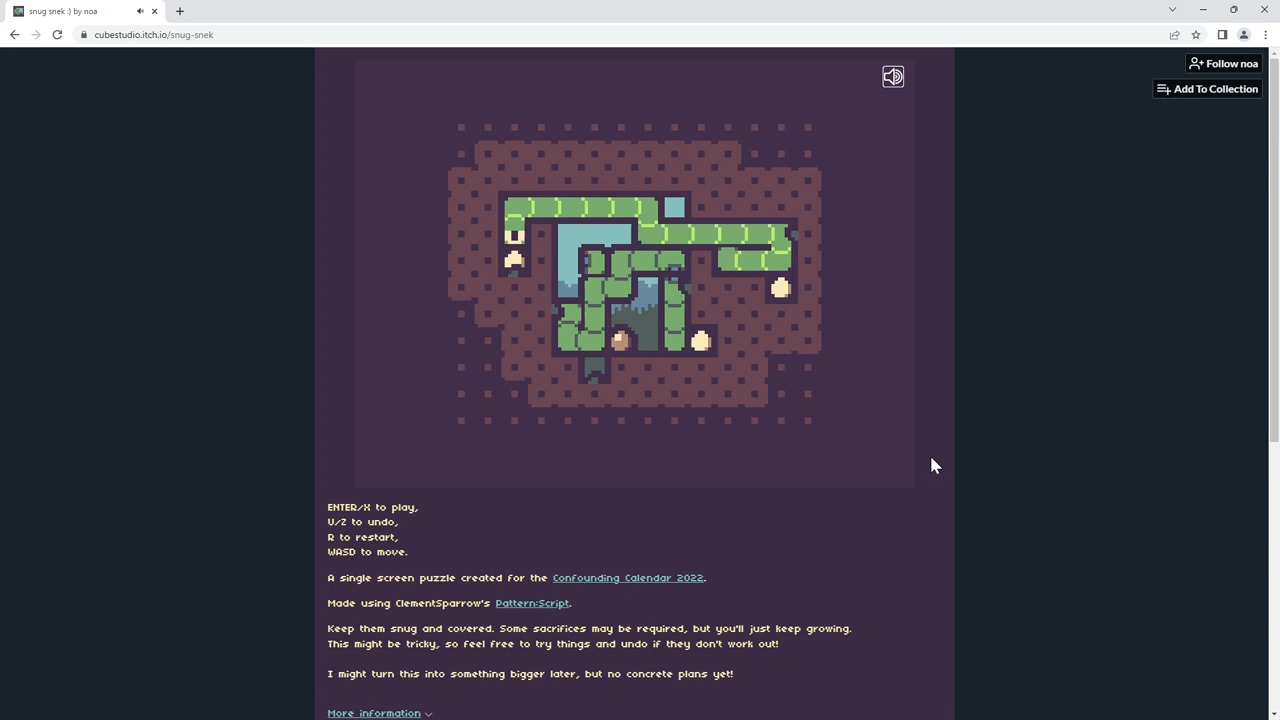 snug snek :) by noa
cubestudio.itch.io/snug-snek
Follow noa
Add To Collection
ENTER/X to play,
U/Z to undo,
R to restart,
WASD to move.
A single screen puzzle created for the Confounding Calendar 2022.
Made using ClementSparrow's Pattern:Script.
Keep them snug and covered. Some sacrifices may be required, but you'll just keep growing.
This might be tricky, so feel free to try things and undo if they don't work out!
I might turn this into something bigger later, but no concrete plans yet!
More information